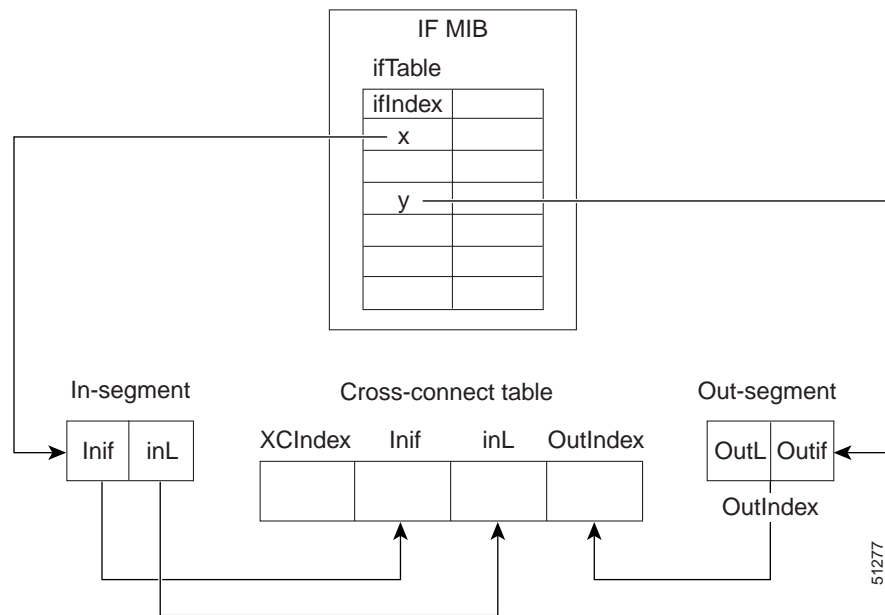 IF MIB
ifTable
ifIndex
x
y
In-segment
Cross-connect table
Out-segment
XCIndex Inif inL OutIndex
Inif inL
OutL Outif
OutIndex
51277